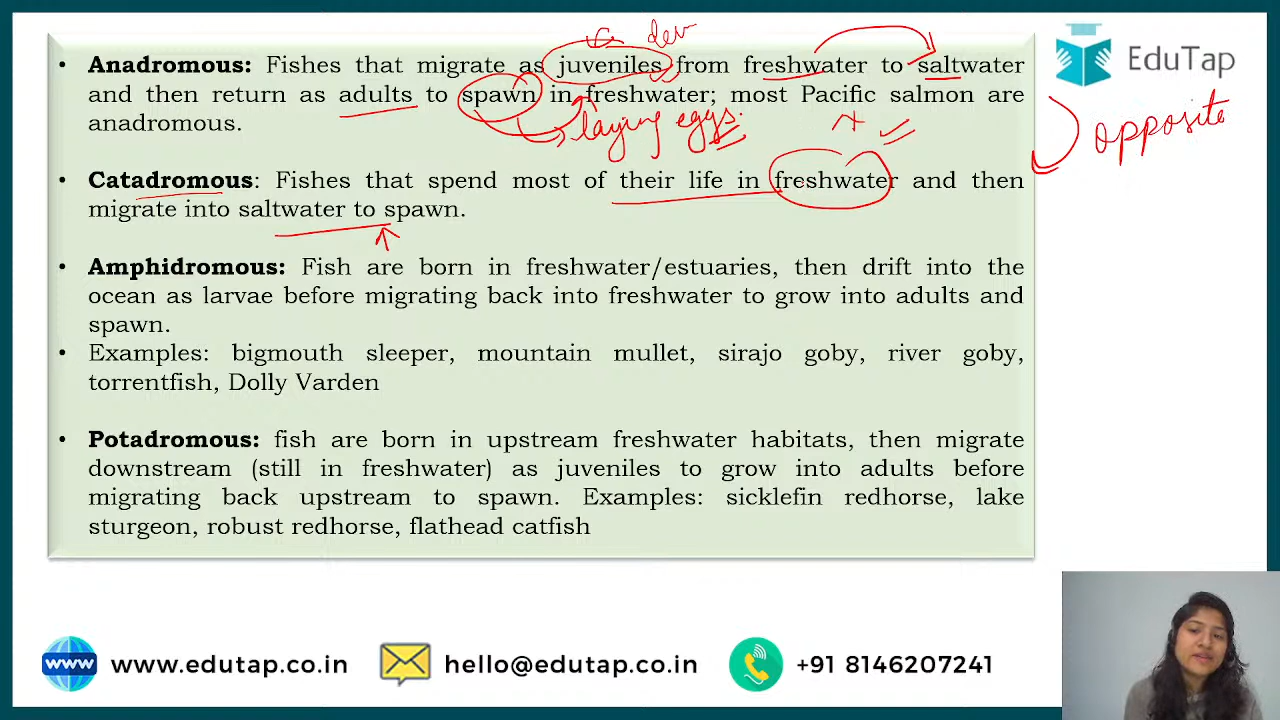 • Anadromous: Fishes that migrate as juveniles from freshwater to saltwater
and then return as adults to spawn in freshwater; most Pacific salmon are
anadromous.
laying eggs.
opposite
EduTap
• Catadromous: Fishes that spend most of their life in freshwater and then
migrate into saltwater to spawn.
• Amphidromous: Fish are born in freshwater/estuaries, then drift into the
ocean as larvae before migrating back into freshwater to grow into adults and
spawn.
• Examples: bigmouth sleeper, mountain mullet, sirajo goby, river goby,
torrentfish, Dolly Varden
• Potadromous: fish are born in upstream freshwater habitats, then migrate
downstream (still in freshwater) as juveniles to grow into adults before
migrating back upstream to spawn. Examples: sicklefin redhorse, lake
sturgeon, robust redhorse, flathead catfish
www
www.edutap.co.in
hello@edutap.co.in
+91 8146207241